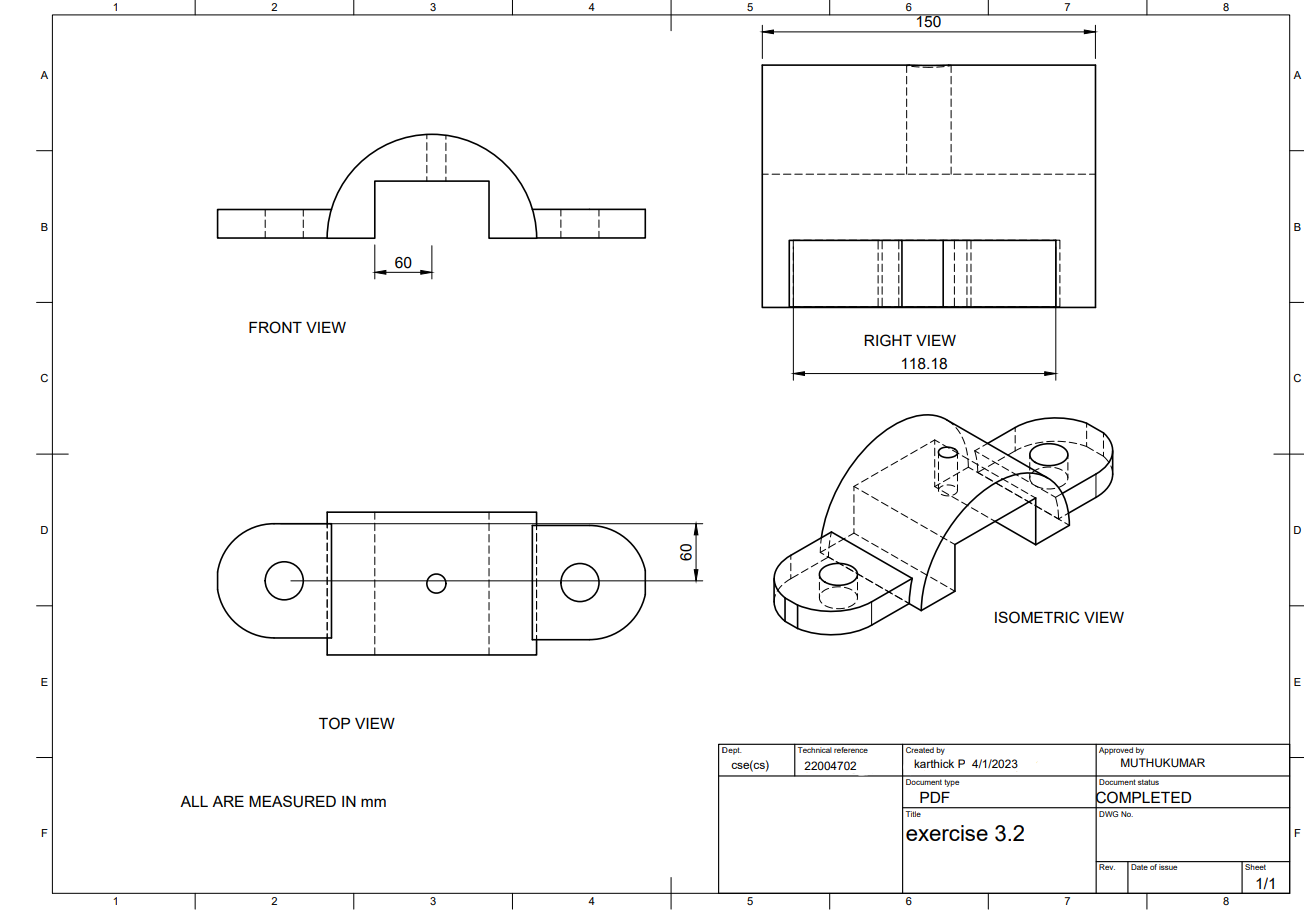 1 2 3 4 5 6 7 8
A A
150
B B
60
FRONT VIEW
RIGHT VIEW
118.18
C C
D D
60
ISOMETRIC VIEW
E E
TOP VIEW
Dept. Technical reference Created by Approved by
cse(cs) 22004702 karthick P 4/1/2023 MUTHUKUMAR
Document type Document status
PDF COMPLETED
ALL ARE MEASURED IN mm
Title DWG No.
exercise 3.2
F F
Rev. Date of issue Sheet
1/1
1 2 3 4 5 6 7 8